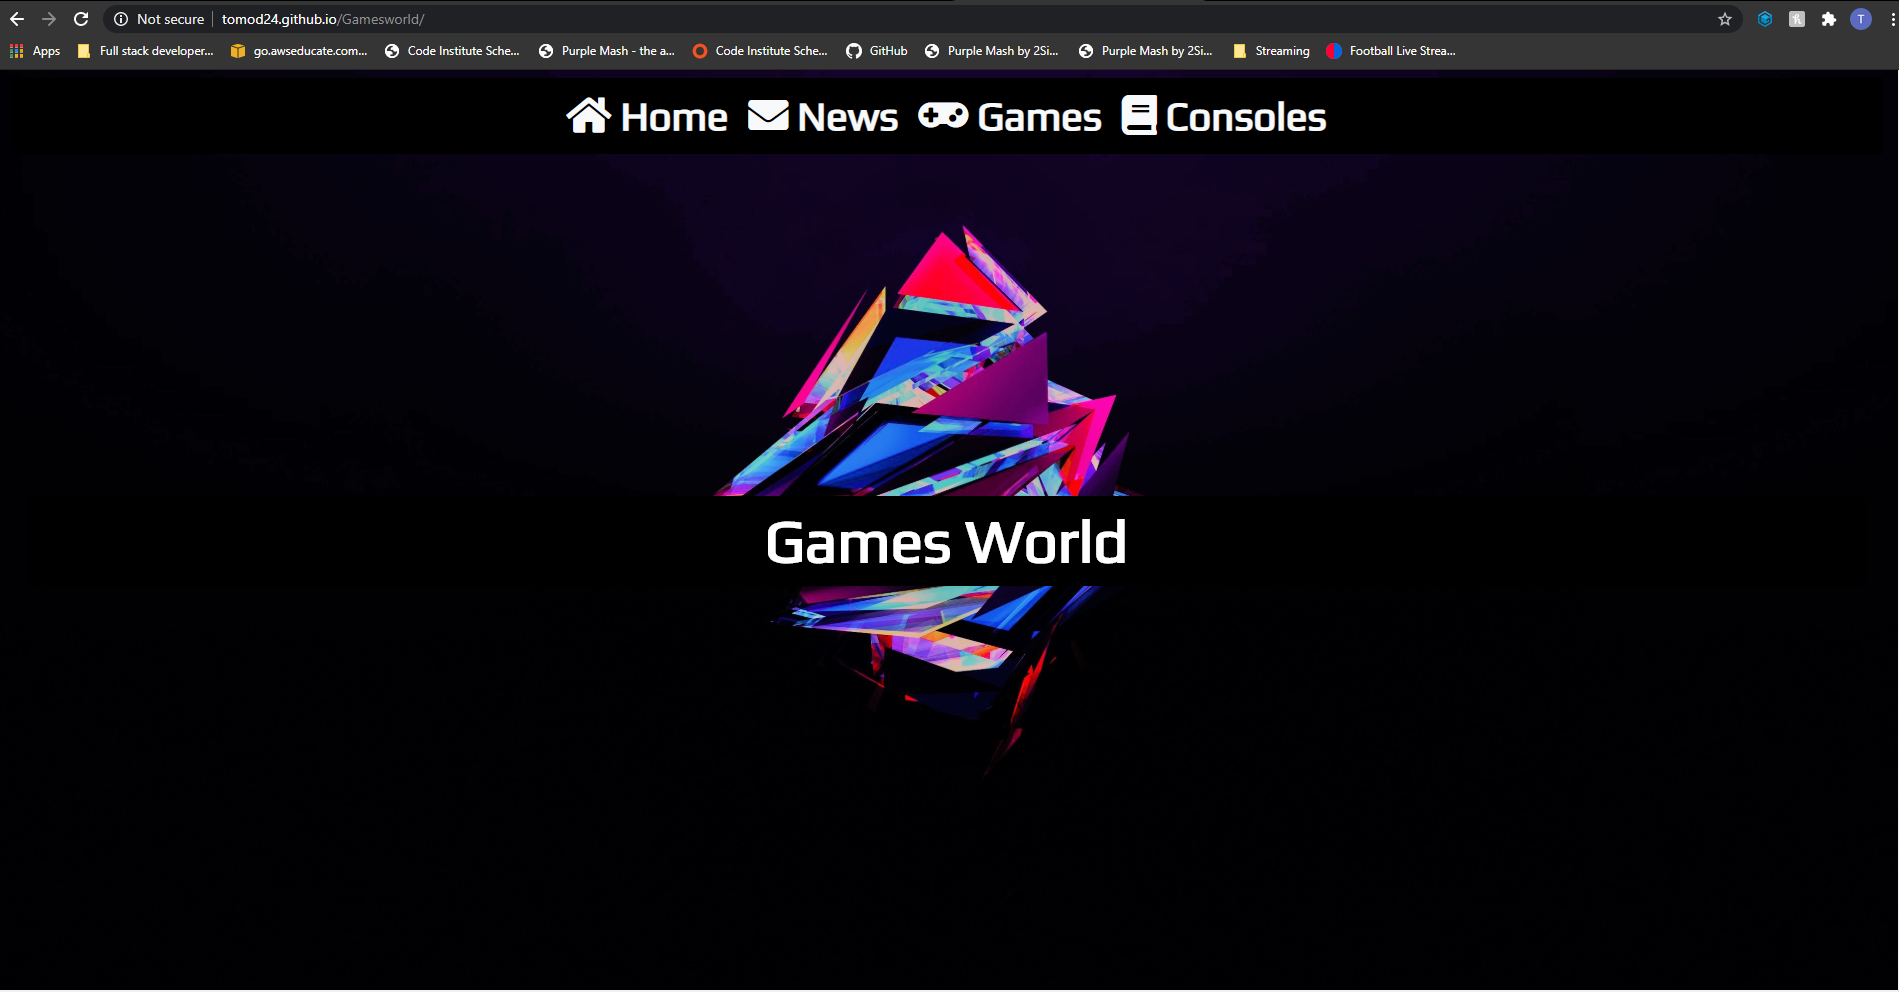 Not secure | tomod24.github.io/Gamesworld/ T
Apps Full stack developer... go.awseducate.com... Code Institute Sche... Purple Mash - the a... Code Institute Sche... GitHub Purple Mash by 2Si... Purple Mash by 2Si... Streaming Football Live Strea...
Home News Games Consoles
Games World